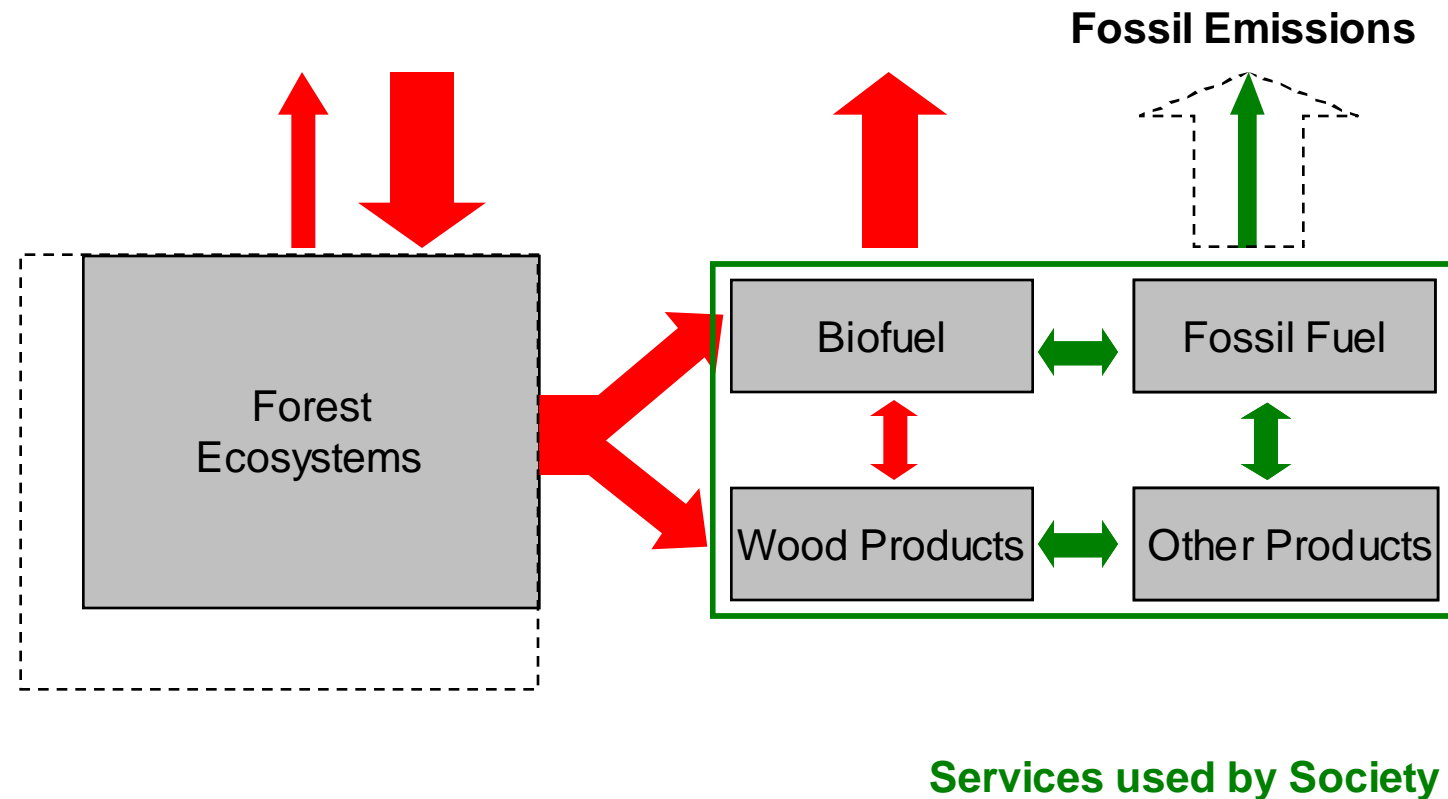 Fossil Emissions
Biofuel
Fossil Fuel
Forest
Ecosystems
Wood Products
Other Products
Services used by Society